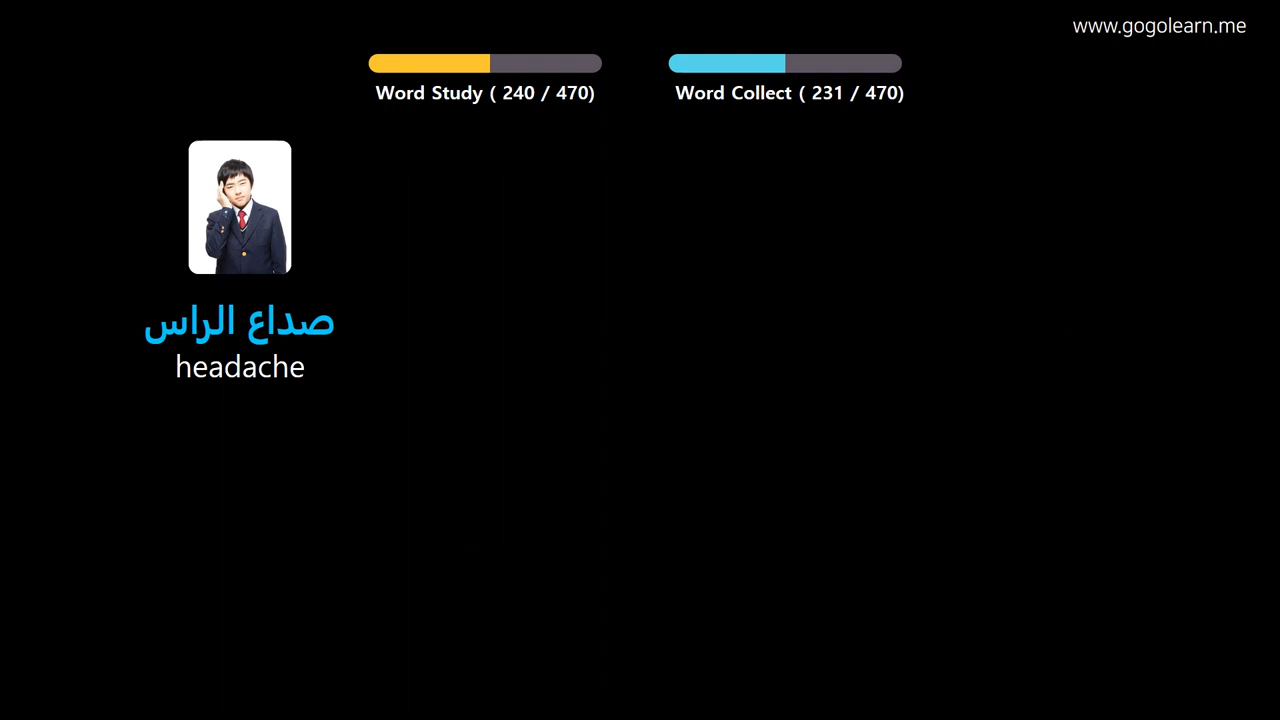 www.gogolearn.me
Word Study ( 240 / 470)
Word Collect ( 231 / 470)
صداع الراس
headache